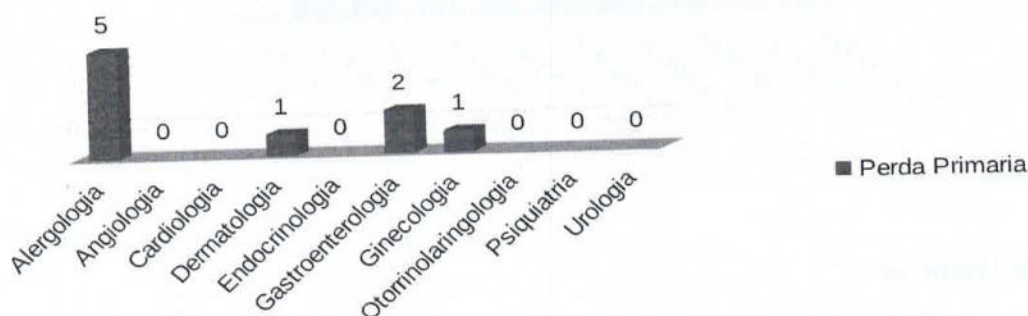 5
0
0
1
0
2
1
0
0
0
Perda Primaria
Alergologia
Angiologia
Cardiologia
Dermatologia
Endocrinologia
Gastroenterologia
Ginecologia
Otorrinolaringologia
Psiquiatria
Urologia